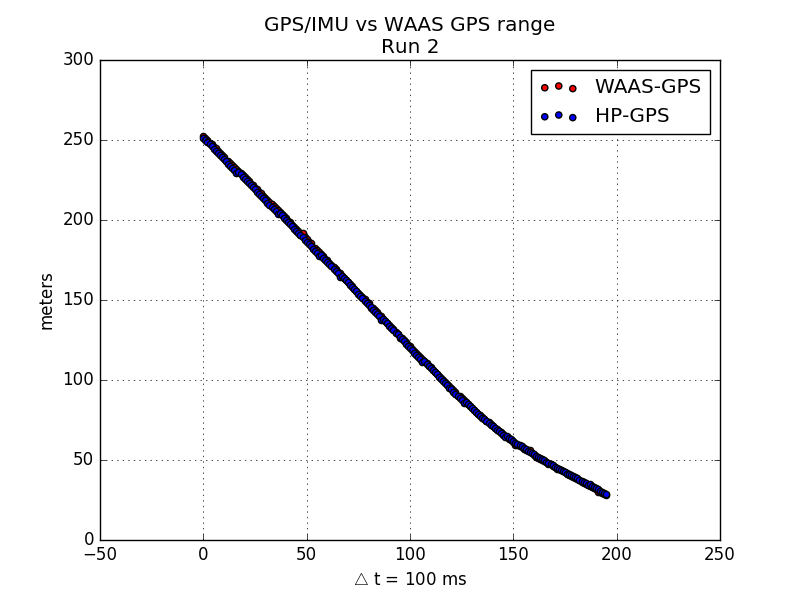 GPS/IMU vs WAAS GPS range
Run 2
WAAS-GPS
HP-GPS
300
250
200
150
100
50
0
meters
−50 0 50 100 150 200 250
△ t = 100 ms